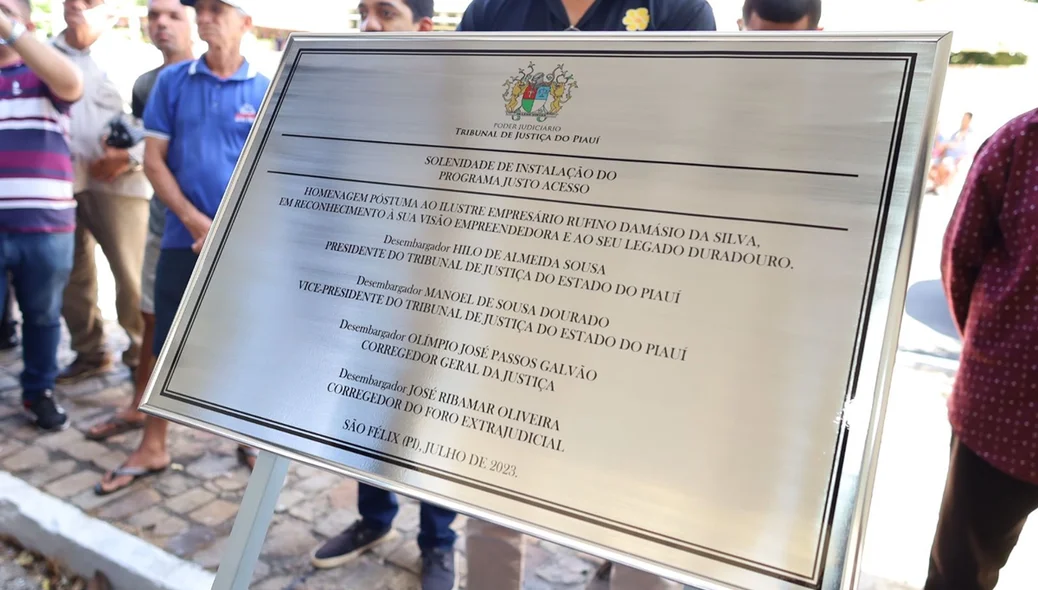 PODER JUDICIÁRIO
TRIBUNAL DE JUSTIÇA DO PIAUÍ
SOLENIDADE DE INSTALAÇÃO DO
PROGRAMA JUSTO ACESSO
HOMENAGEM PÓSTUMA AO ILUSTRE EMPRESÁRIO RUFINO DAMÁSIO DA SILVA,
EM RECONHECIMENTO À SUA VISÃO EMPREENDEDORA E AO SEU LEGADO DURADOURO.
Desembargador HILO DE ALMEIDA SOUSA
PRESIDENTE DO TRIBUNAL DE JUSTIÇA DO ESTADO DO PIAUÍ
Desembargador MANOEL DE SOUSA DOURADO
VICE-PRESIDENTE DO TRIBUNAL DE JUSTIÇA DO ESTADO DO PIAUÍ
Desembargador OLÍMPIO JOSÉ PASSOS GALVÃO
CORREGEDOR GERAL DA JUSTIÇA
Desembargador JOSÉ RIBAMAR OLIVEIRA
CORREGEDOR DO FORO EXTRAJUDICIAL
SÃO FÉLIX (PI), JULHO DE 2023.